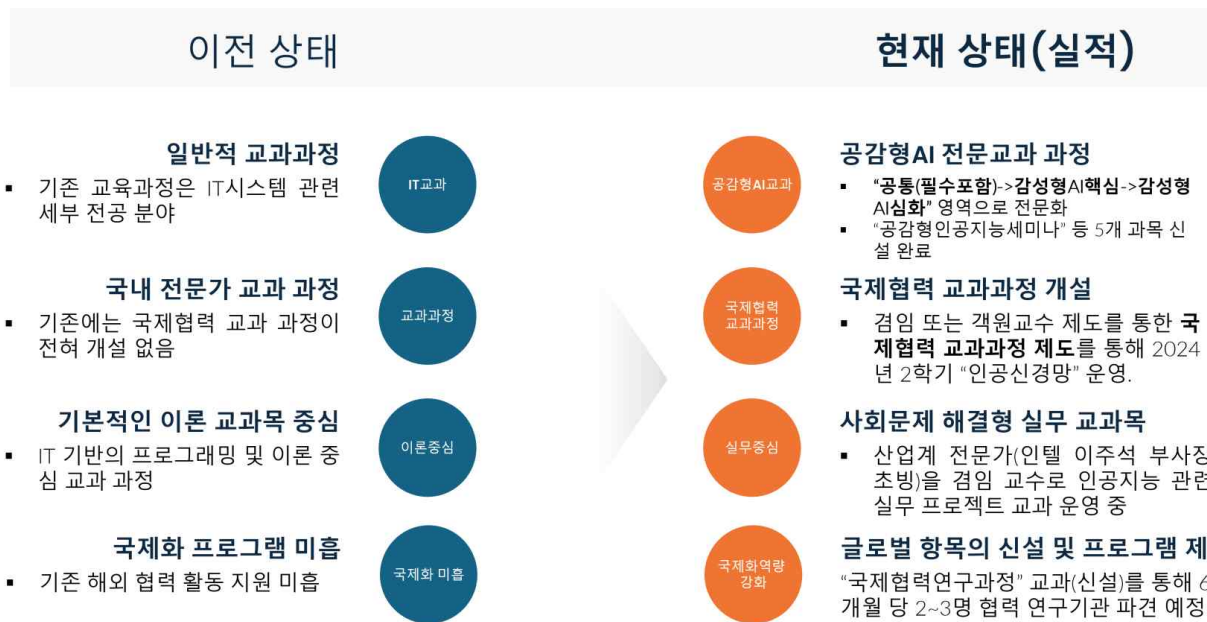 이전 상태
현재 상태(실적)
일반적 교과과정
▪ 기존 교육과정은 IT시스템 관련
세부 전공 분야
IT교과
공감형AI교과
공감형AI 전문교과 과정
▪ "공통(필수포함)->감성형AI핵심->감성형
AI심화" 영역으로 전문화
▪ "공감형인공지능세미나" 등 5개 과목 신
설 완료
국내 전문가 교과 과정
▪ 기존에는 국제협력 교과 과정이
전혀 개설 없음
교과과정
국제협력
교과과정
국제협력 교과과정 개설
▪ 겸임 또는 객원교수 제도를 통한 국
제협력 교과과정 제도를 통해 2024
년 2학기 "인공신경망" 운영.
기본적인 이론 교과목 중심
▪ IT 기반의 프로그래밍 및 이론 중
심 교과 과정
이론중심
실무중심
사회문제 해결형 실무 교과목
▪ 산업계 전문가(인텔 이주석 부사장
초빙)을 겸임 교수로 인공지능 관련
실무 프로젝트 교과 운영 중
국제화 프로그램 미흡
▪ 기존 해외 협력 활동 지원 미흡
국제화 미흡
국제화역량
강화
글로벌 항목의 신설 및 프로그램 제
"국제협력연구과정" 교과(신설)를 통해 6
개월 당 2~3명 협력 연구기관 파견 예정